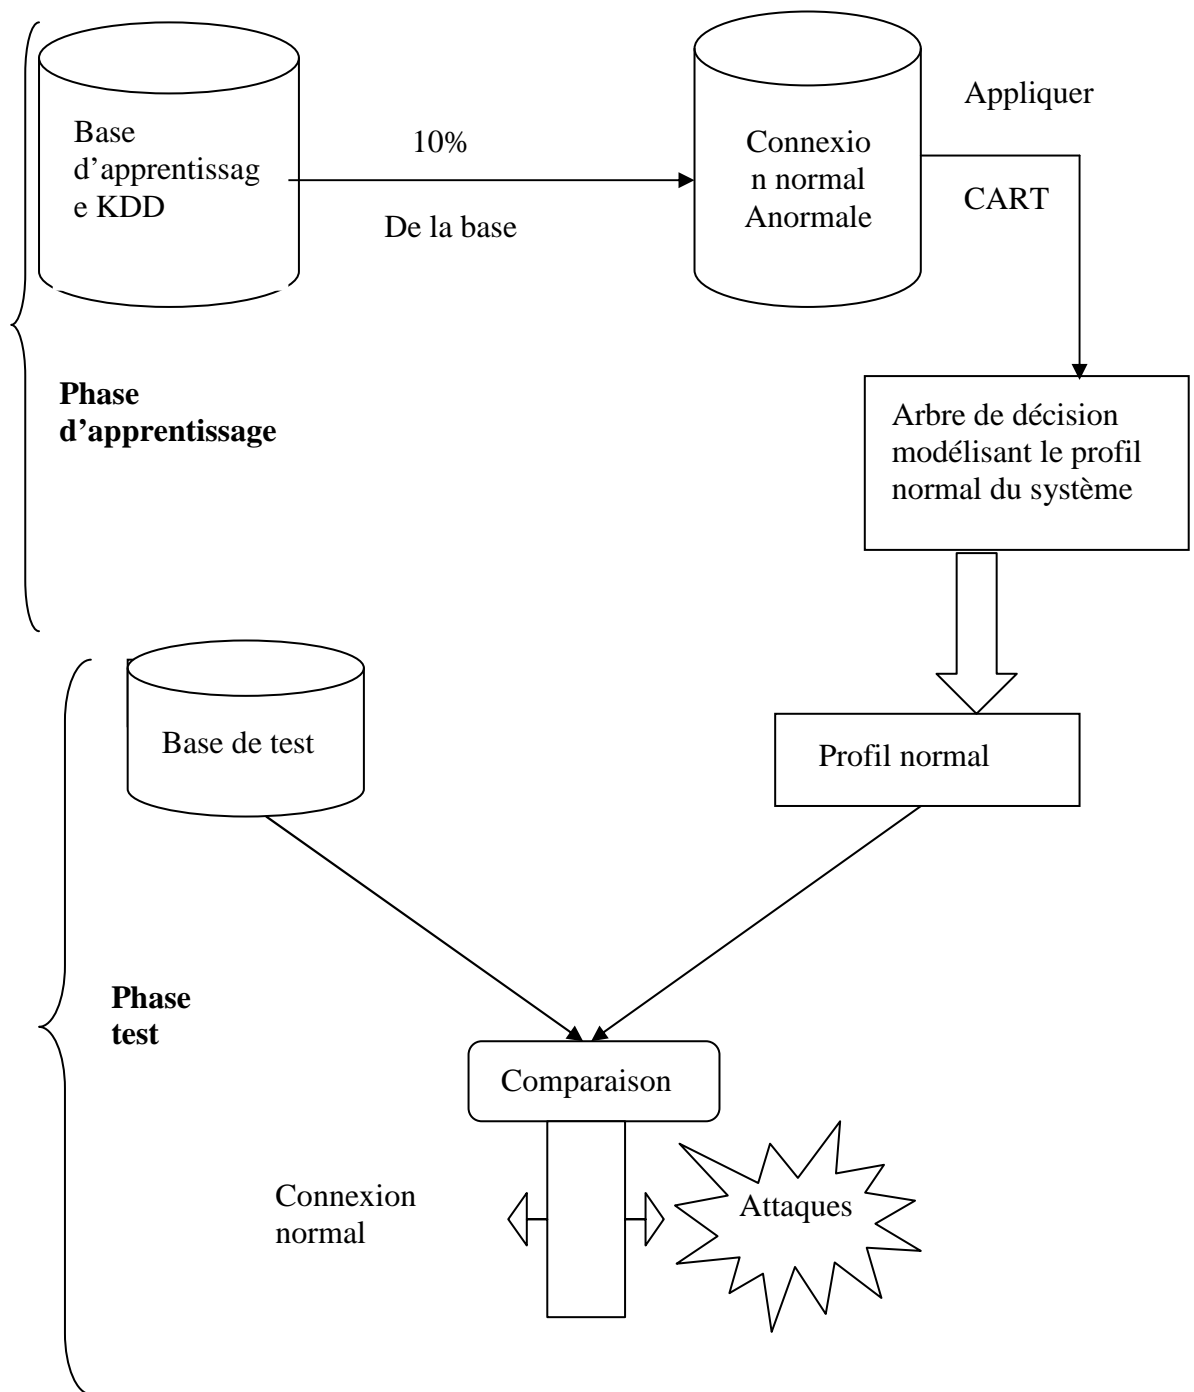 Base
d’apprentissag
e KDD
10%
De la base
Connexio
n normal
Anormale
Appliquer
CART
Phase
d’apprentissage
Arbre de décision
modélisant le profil
normal du système
Base de test
Profil normal
Phase
test
Comparaison
Connexion
normal
Attaques